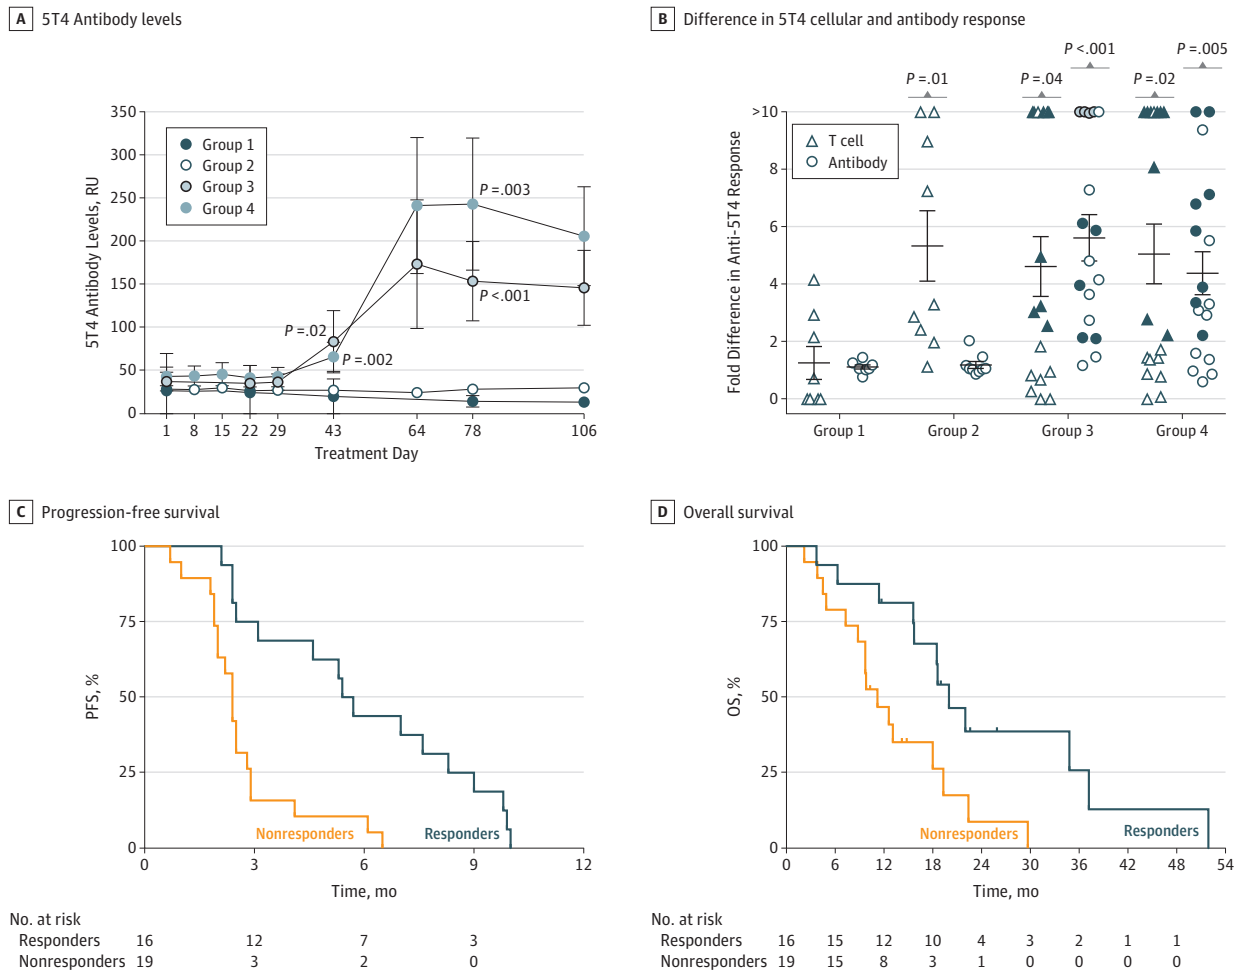 A 5T4 Antibody levels
350
300
250
200
150
100
50
0
5T4 Antibody Levels, RU
Group 1
Group 2
Group 3
Group 4
P=.02
P=.002
P=.003
P<.001
1 8 15 22 29 43 64 78 106
Treatment Day
B Difference in 5T4 cellular and antibody response
P=.01
P=.04
P<.001
P=.02
P=.005
>10
8
6
4
2
0
Fold Difference in Anti-5T4 Response
T cell
Antibody
Group 1 Group 2 Group 3 Group 4
C Progression-free survival
100
75
50
25
0
PFS, %
Nonresponders
Responders
0 3 6 9 12
Time, mo
No. at risk
Responders 16 12 7 3
Nonresponders 19 3 2 0
D Overall survival
100
75
50
25
0
OS, %
Nonresponders
Responders
0 6 12 18 24 30 36 42 48 54
Time, mo
No. at risk
Responders 16 15 12 10 4 3 2 1 1
Nonresponders 19 15 8 3 1 0 0 0 0